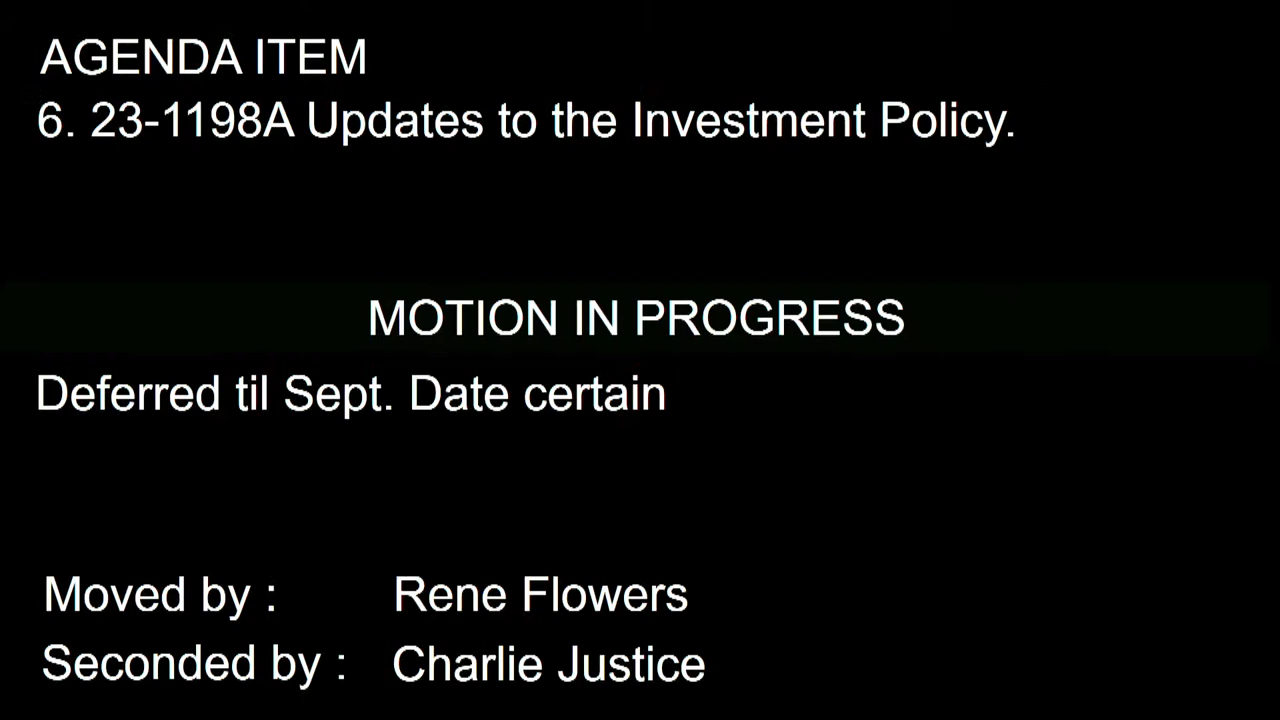 AGENDA ITEM
6. 23-1198A Updates to the Investment Policy.
MOTION IN PROGRESS
Deferred til Sept. Date certain
Moved by : Rene Flowers
Seconded by : Charlie Justice